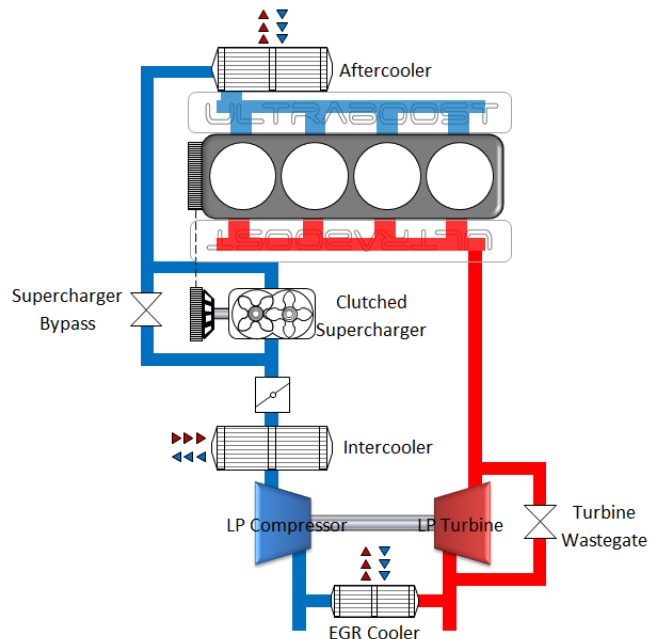 Aftercooler
ULTRABOOST
ULTRABOOST
Supercharger
Bypass
Clutched
Supercharger
Intercooler
LP Compressor
LP Turbine
Turbine
Wastegate
EGR Cooler